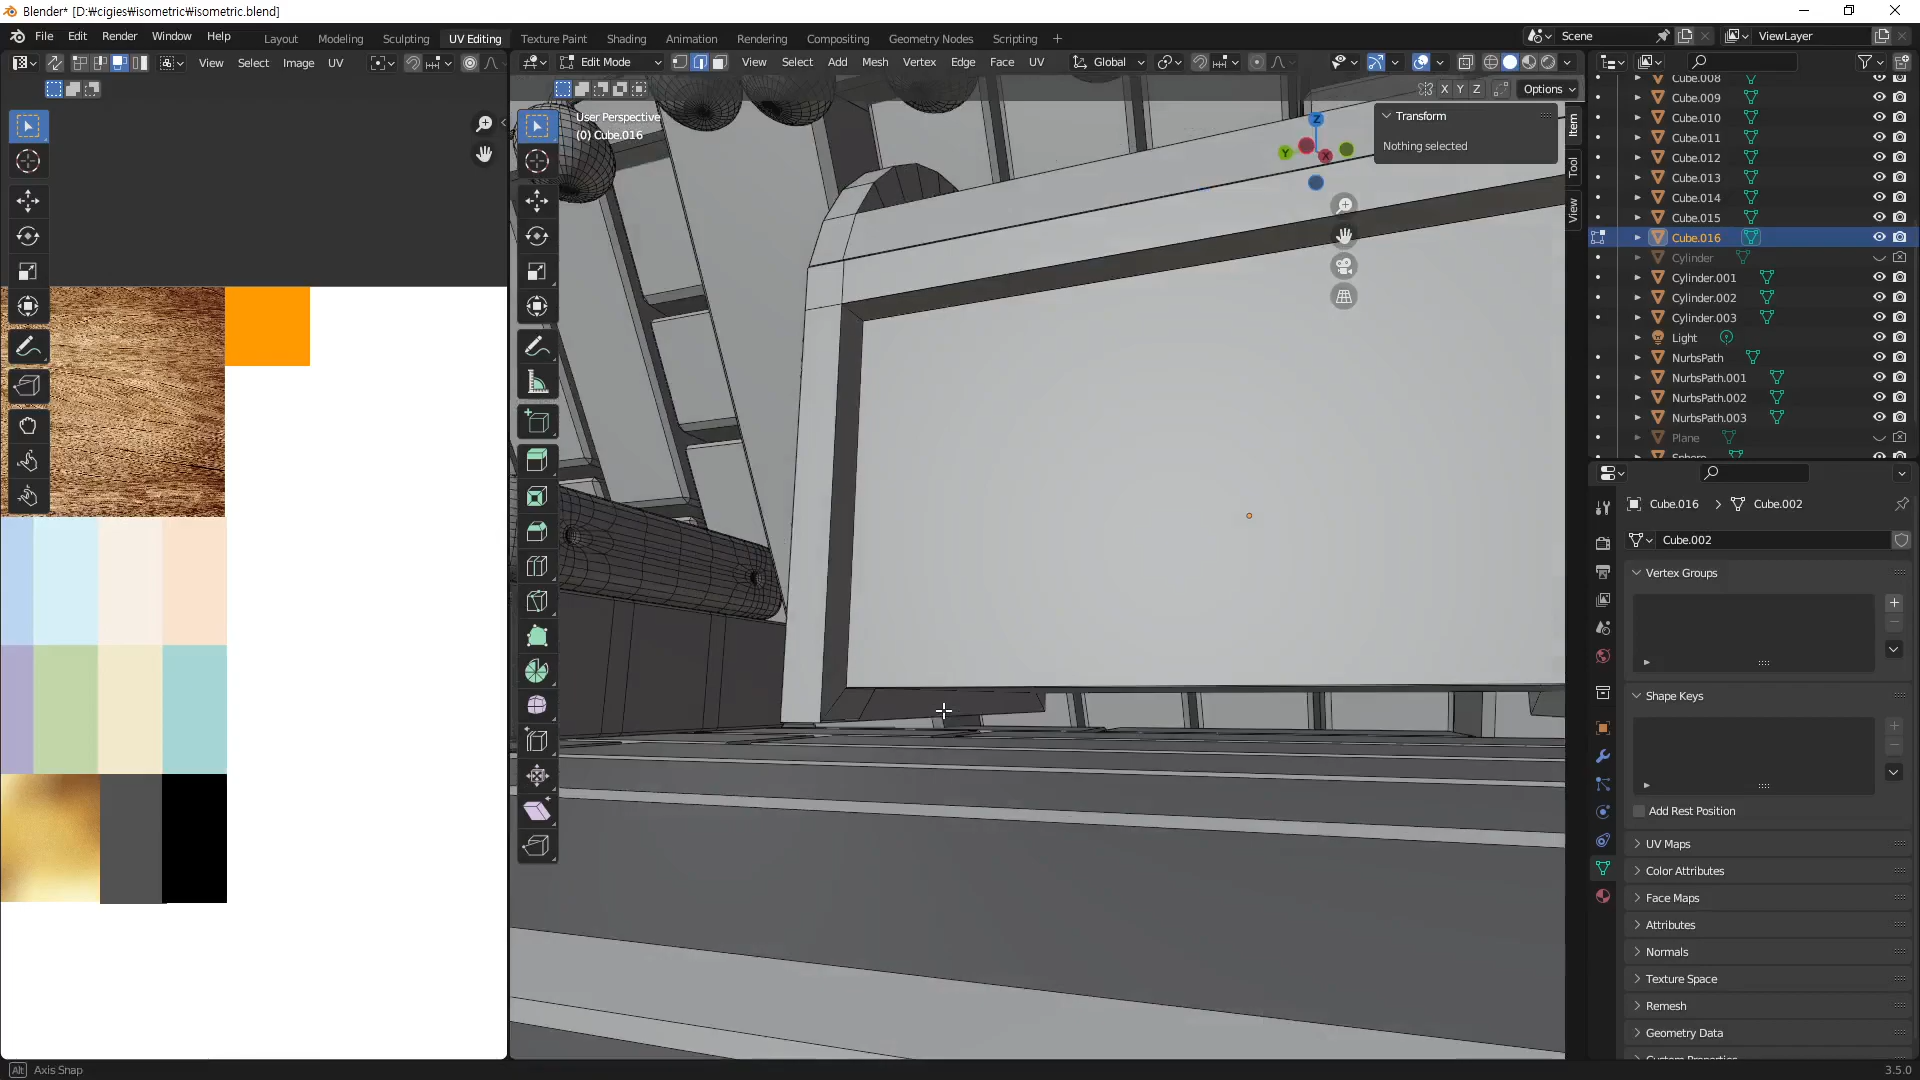 Blender* [D:￦cigies￦isometric￦isometric.blend]
File Edit Render Window Help Layout Modeling Sculpting UV Editing Texture Paint Shading Animation Rendering Compositing Geometry Nodes Scripting + Scene ViewLayer
View Select Image UV Edit Mode View Select Add Mesh Vertex Edge Face UV Global
X Y Z Options
User Perspective
(0) Cube.016
Transform
Nothing selected
Item
Tool
View
Z
Y
X
Cube.008
Cube.009
Cube.010
Cube.011
Cube.012
Cube.013
Cube.014
Cube.015
Cube.016
Cylinder
Cylinder.001
Cylinder.002
Cylinder.003
Light
NurbsPath
NurbsPath.001
NurbsPath.002
NurbsPath.003
Plane
Sphere
Cube.016 > Cube.002
Cube.002
Vertex Groups
Shape Keys
Add Rest Position
UV Maps
Color Attributes
Face Maps
Attributes
Normals
Texture Space
Remesh
Geometry Data
Custom Properties
Alt Axis Snap
3.5.0